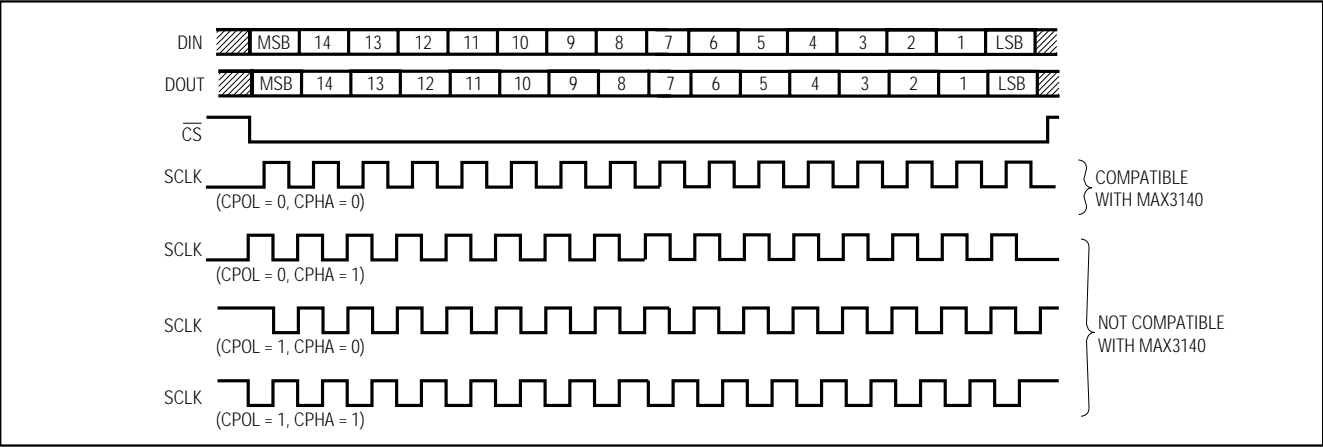 DIN MSB 14 13 12 11 10 9 8 7 6 5 4 3 2 1 LSB
DOUT MSB 14 13 12 11 10 9 8 7 6 5 4 3 2 1 LSB
CS
SCLK
(CPOL = 0, CPHA = 0)
COMPATIBLE
WITH MAX3140
SCLK
(CPOL = 0, CPHA = 1)
SCLK
(CPOL = 1, CPHA = 0)
NOT COMPATIBLE
WITH MAX3140
SCLK
(CPOL = 1, CPHA = 1)